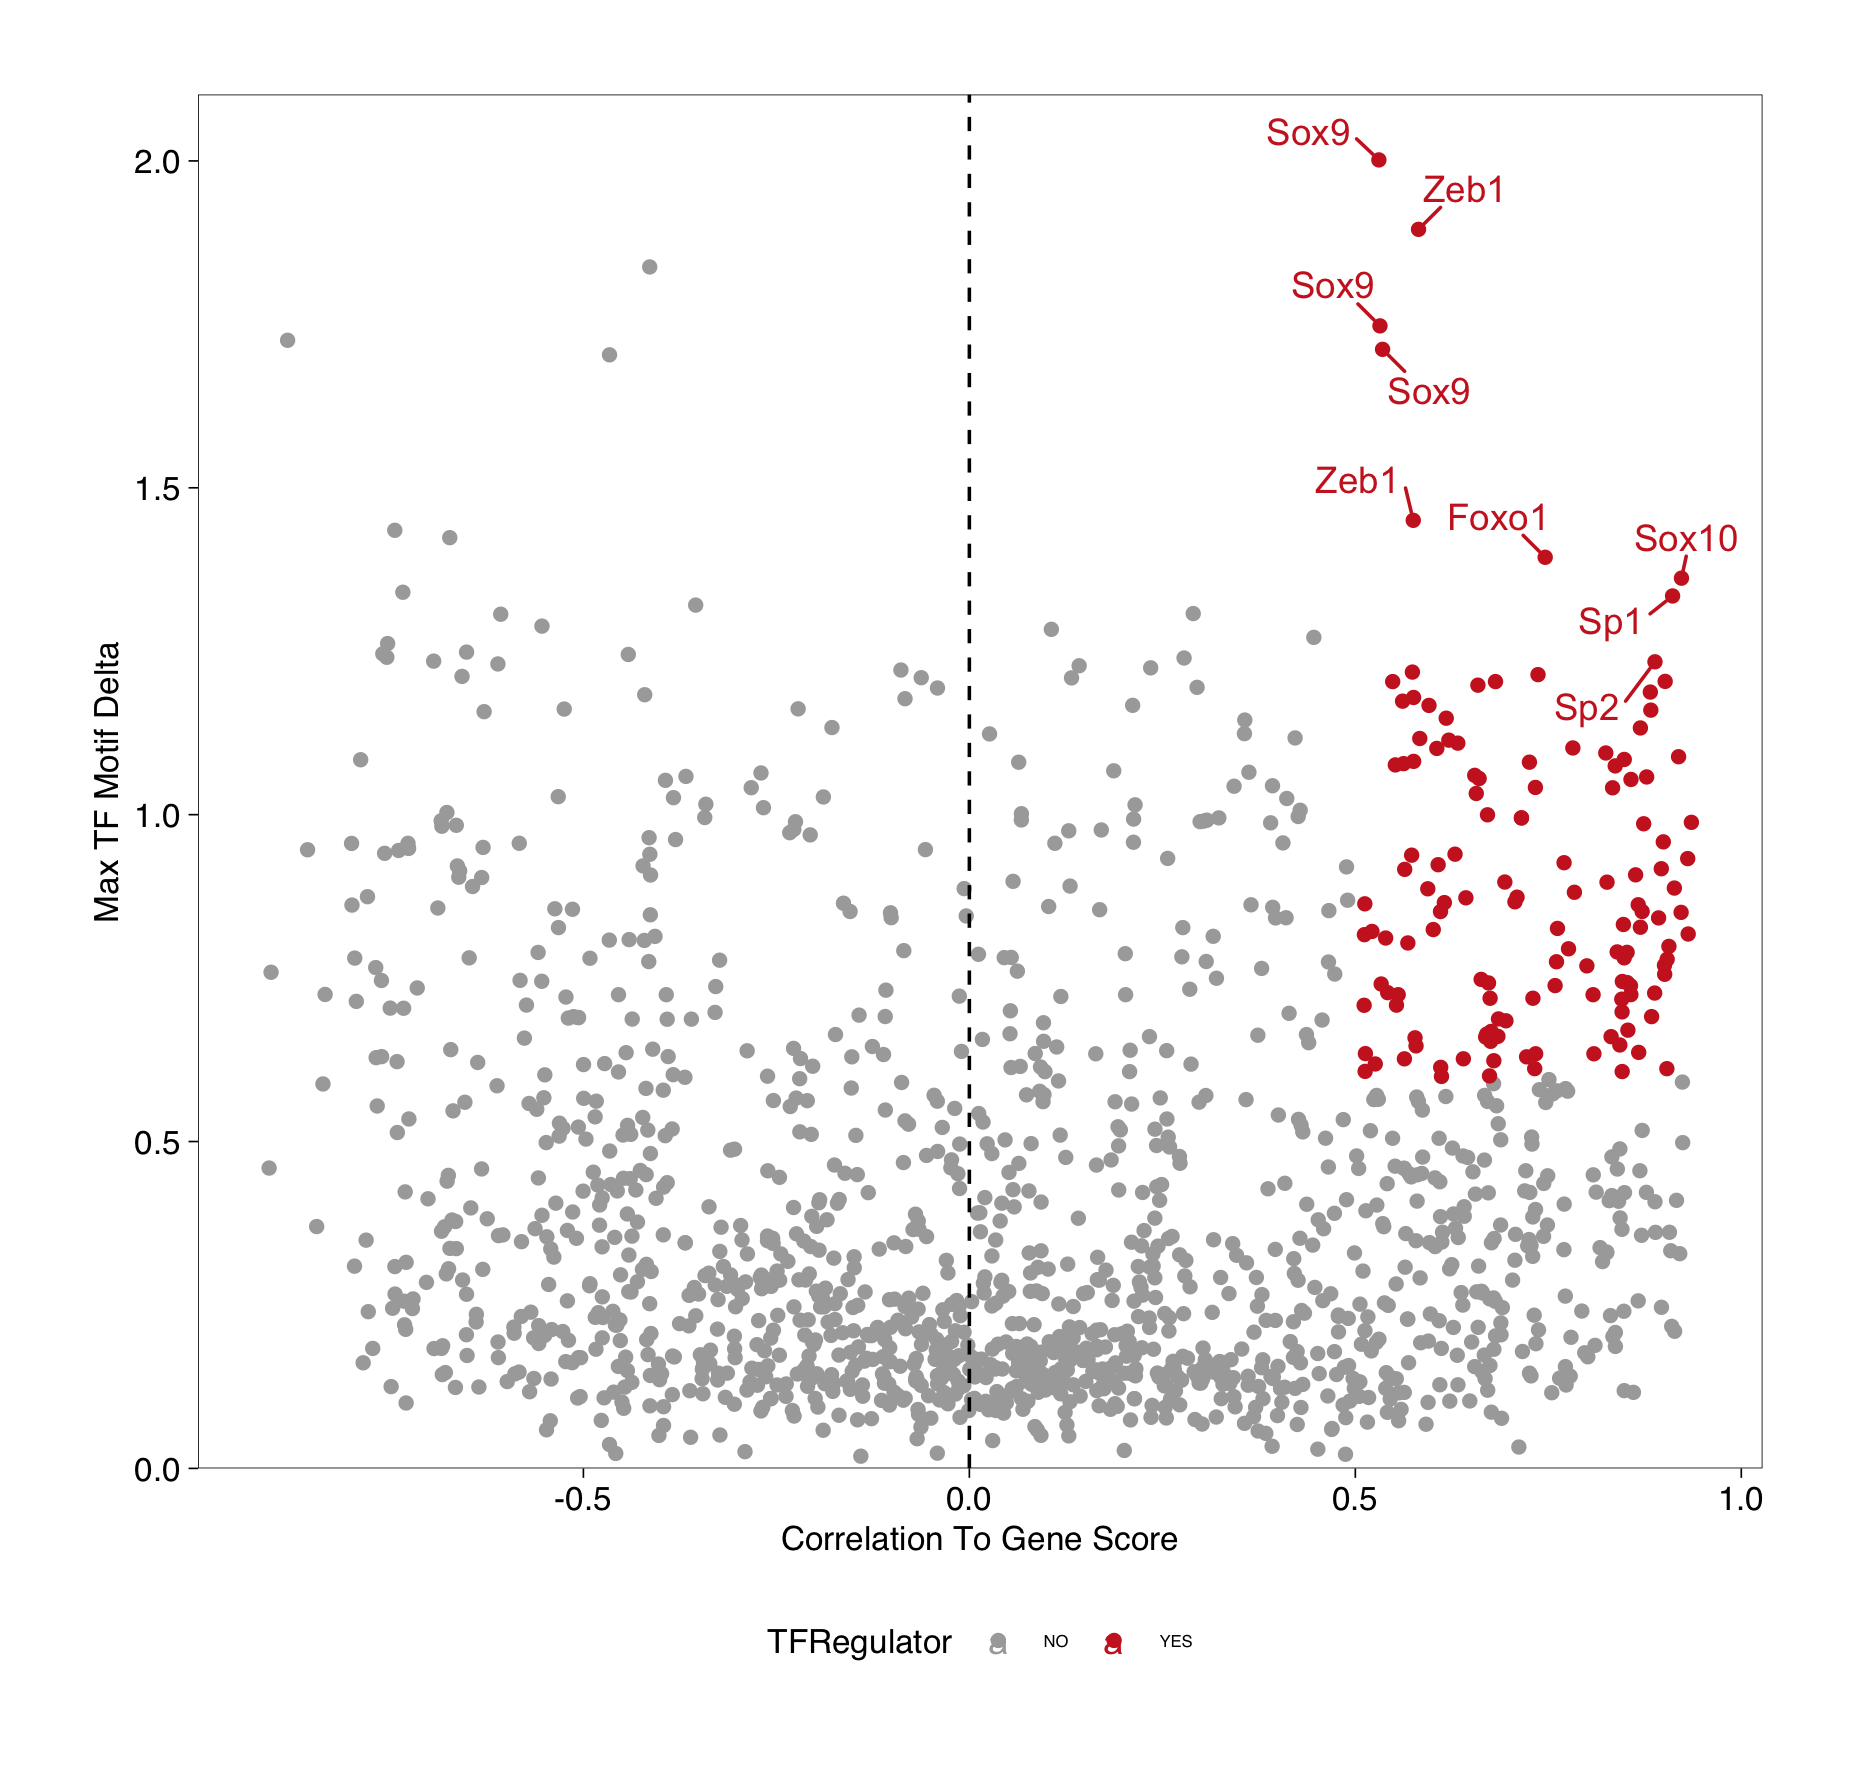 Sox9
2.0
Zeb1
Sox9
Sox9
1.5
Zeb1
Foxo1
Sox10
Sp1
Max TF Motif Delta
Sp2
1.0
0.5
0.0
-0.5 0.0 0.5 1.0
Correlation To Gene Score
TFRegulator a NO a YES